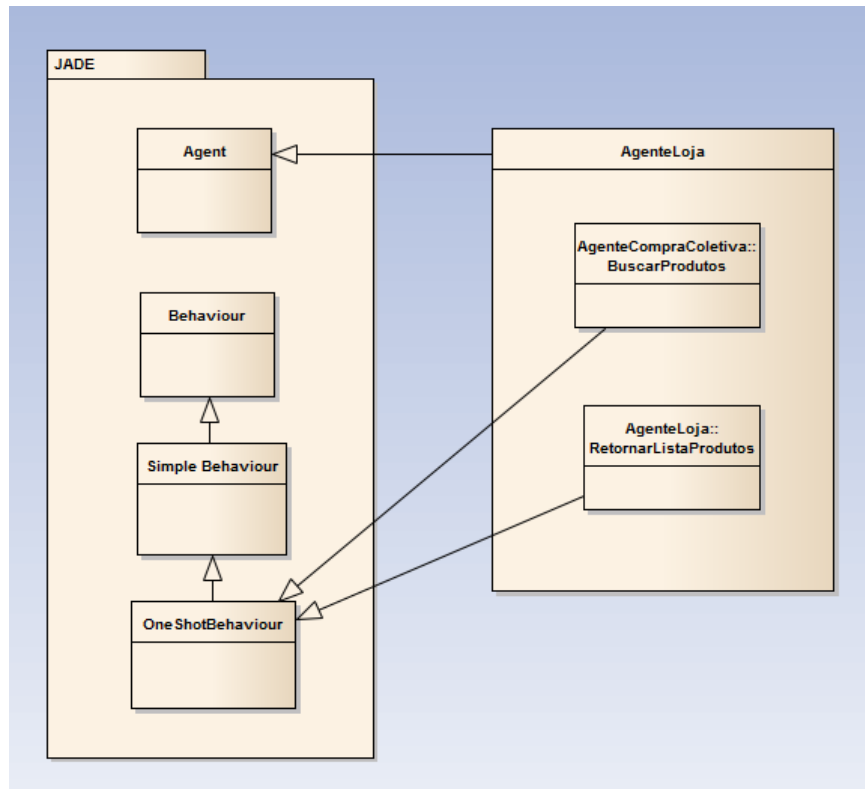 JADE
Agent
Behaviour
Simple Behaviour
OneShotBehaviour
AgenteLoja
AgenteCompraColetiva::
BuscarProdutos
AgenteLoja::
RetornarListaProdutos